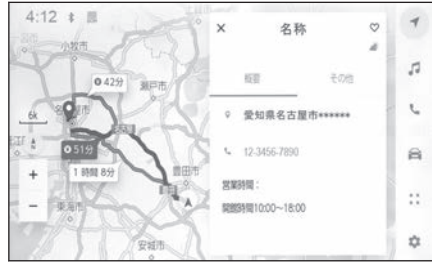 4:12
小牧市
瀬戸市
42分
51分
1 時間 8分
豊田市
東海市
安城市
6k
+
−
×
名称
概要
その他
愛知県名古屋市******
12-3456-7890
営業時間：
開館時間10:00～18:00